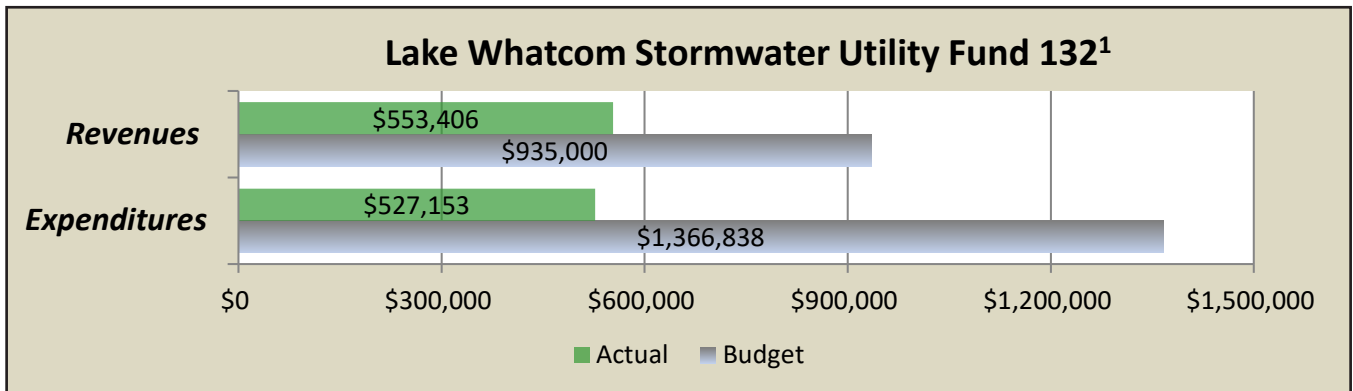 Lake Whatcom Stormwater Utility Fund 132¹
Revenues
$553,406
$935,000
Expenditures
$527,153
$1,366,838
$0 $300,000 $600,000 $900,000 $1,200,000 $1,500,000
Actual Budget